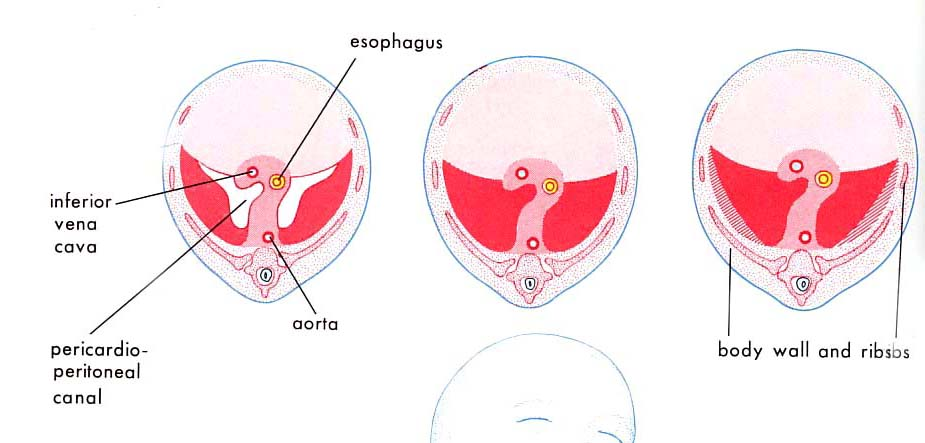 esophagus
inferior
vena
cava
aorta
pericardio-
peritoneal
canal
body wall and ribsbs